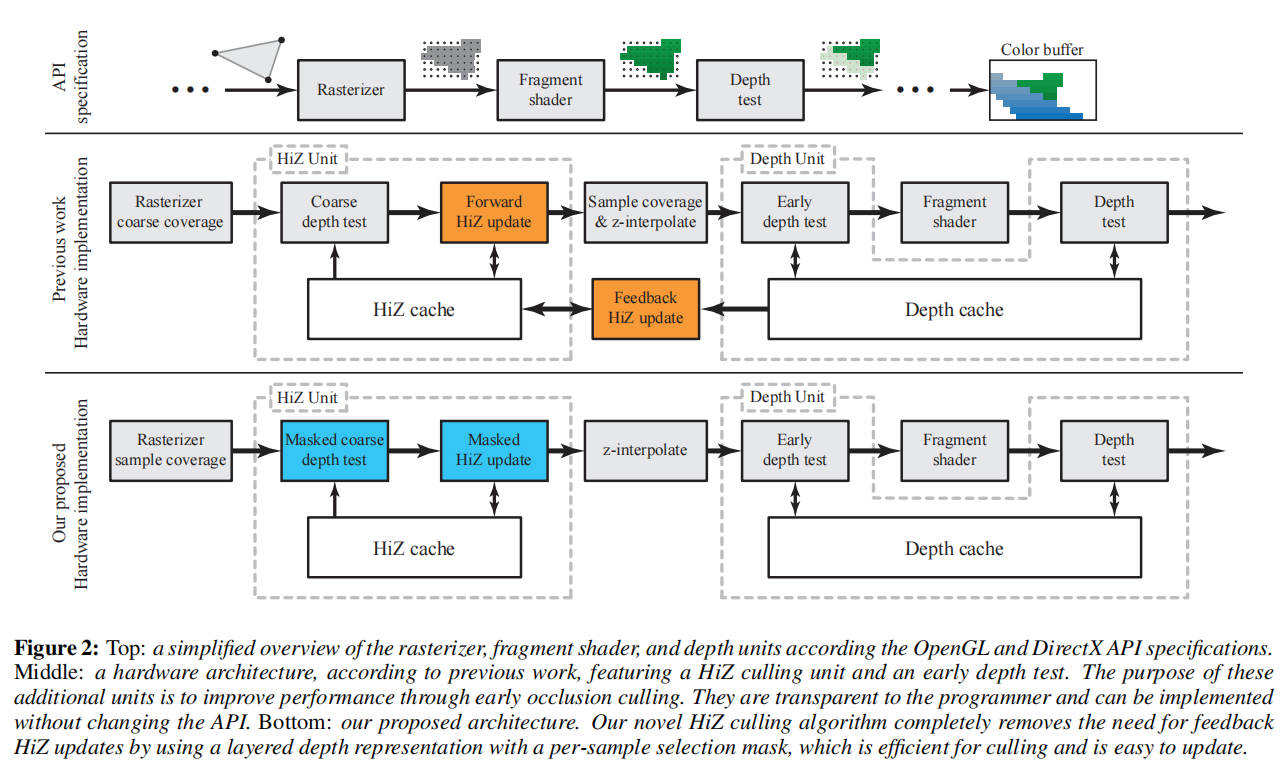 API
specification
Rasterizer
Fragment
shader
Depth
test
Color buffer
Previous work
Hardware implementation
HiZ Unit
Depth Unit
Rasterizer
coarse coverage
Coarse
depth test
Forward
HiZ update
Sample coverage
& z-interpolate
Early
depth test
Fragment
shader
Depth
test
HiZ cache
Feedback
HiZ update
Depth cache
Our proposed
Hardware implementation
HiZ Unit
Depth Unit
Rasterizer
sample coverage
Masked coarse
depth test
Masked
HiZ update
z-interpolate
Early
depth test
Fragment
shader
Depth
test
HiZ cache
Depth cache
Figure 2: Top: a simplified overview of the rasterizer, fragment shader, and depth units according the OpenGL and DirectX API specifications.
Middle: a hardware architecture, according to previous work, featuring a HiZ culling unit and an early depth test. The purpose of these
additional units is to improve performance through early occlusion culling. They are transparent to the programmer and can be implemented
without changing the API. Bottom: our proposed architecture. Our novel HiZ culling algorithm completely removes the need for feedback
HiZ updates by using a layered depth representation with a per-sample selection mask, which is efficient for culling and is easy to update.